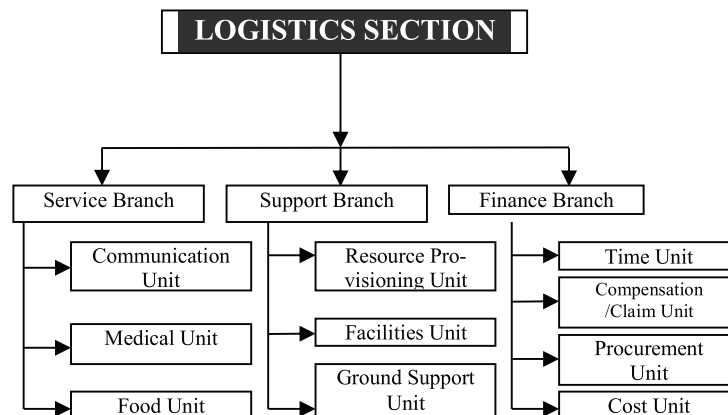 LOGISTICS SECTION
Service Branch
Support Branch
Finance Branch
Communication
Unit
Medical Unit
Food Unit
Resource Pro-
visioning Unit
Facilities Unit
Ground Support
Unit
Time Unit
Compensation
/Claim Unit
Procurement
Unit
Cost Unit